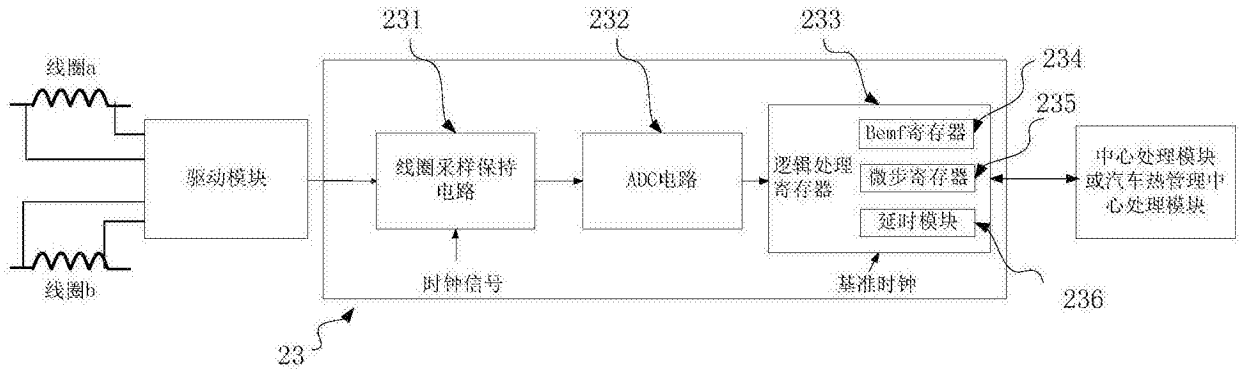 231
232
233
234
235
线圈a
Bemf寄存器
驱动模块
线圈采样保持
电路
ADC电路
逻辑处理
寄存器
微步寄存器
延时模块
中心处理模块
或汽车热管理中
心处理模块
线圈b
时钟信号
基准时钟
236
23